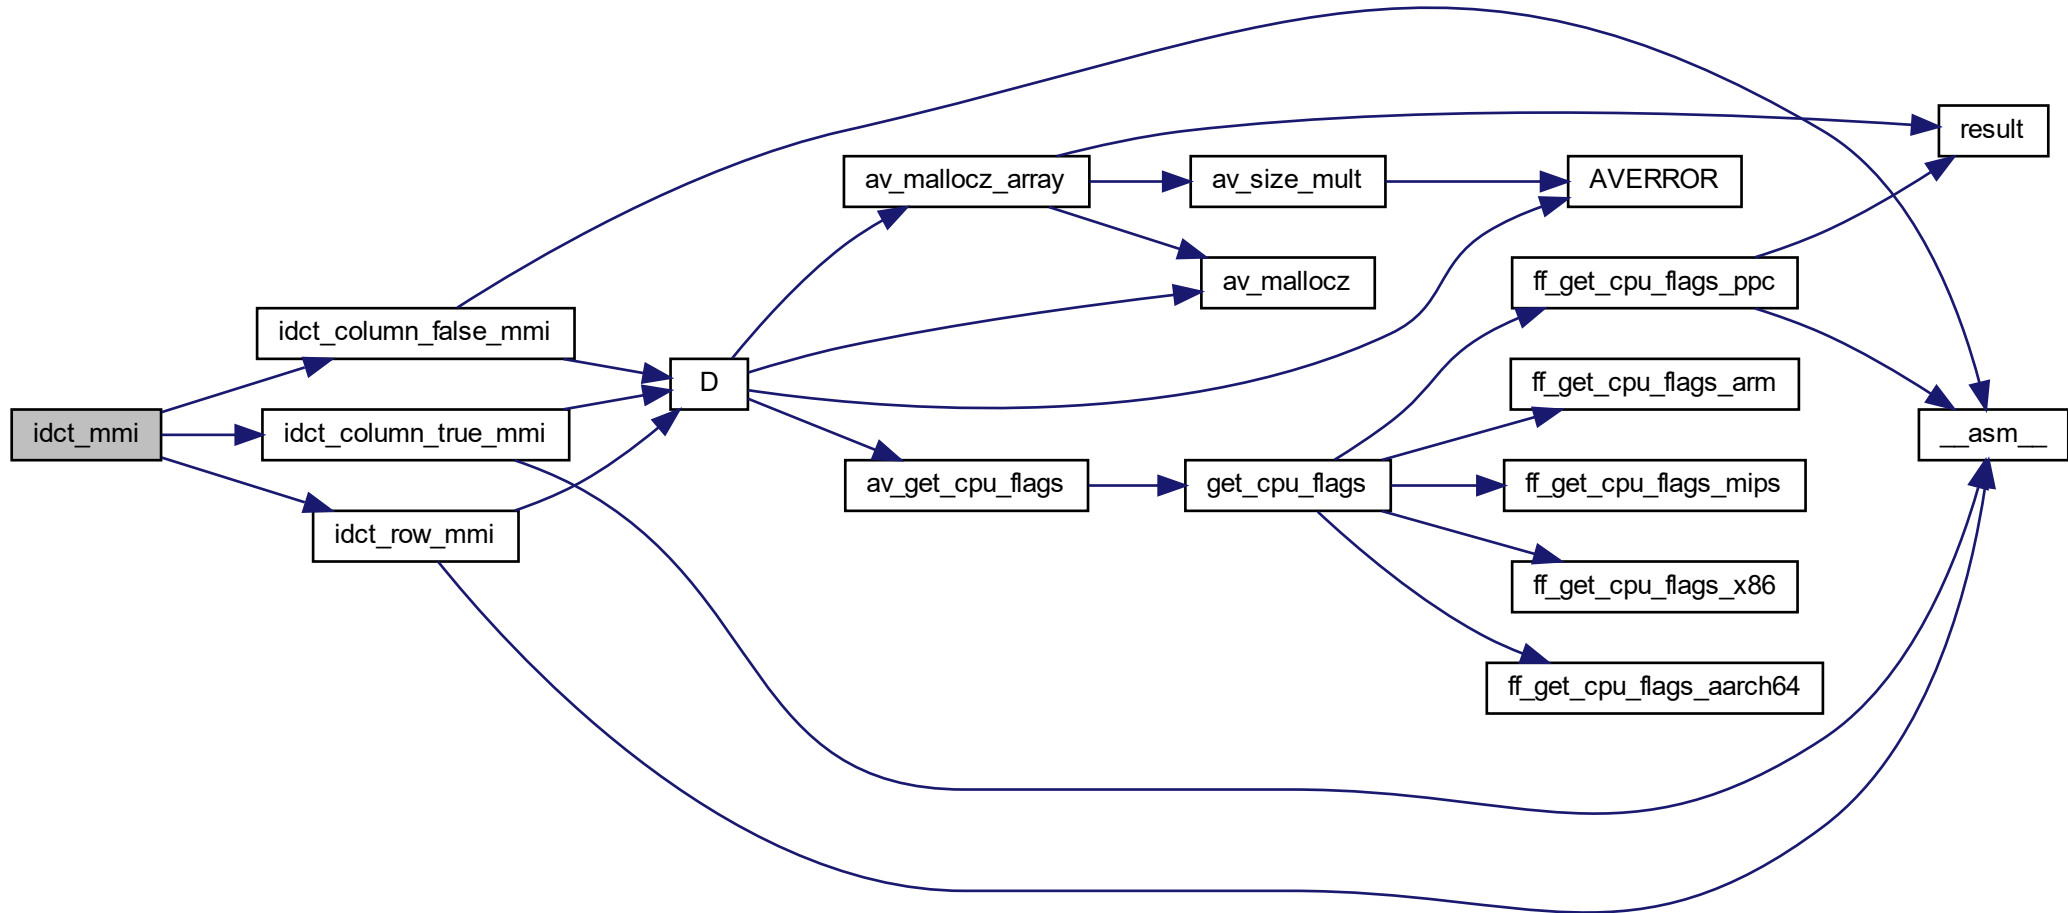 idct_mmi
idct_column_false_mmi
idct_column_true_mmi
idct_row_mmi
D
av_mallocz_array
av_get_cpu_flags
av_size_mult
av_mallocz
get_cpu_flags
AVERROR
ff_get_cpu_flags_ppc
ff_get_cpu_flags_arm
ff_get_cpu_flags_mips
ff_get_cpu_flags_x86
ff_get_cpu_flags_aarch64
result
__asm__